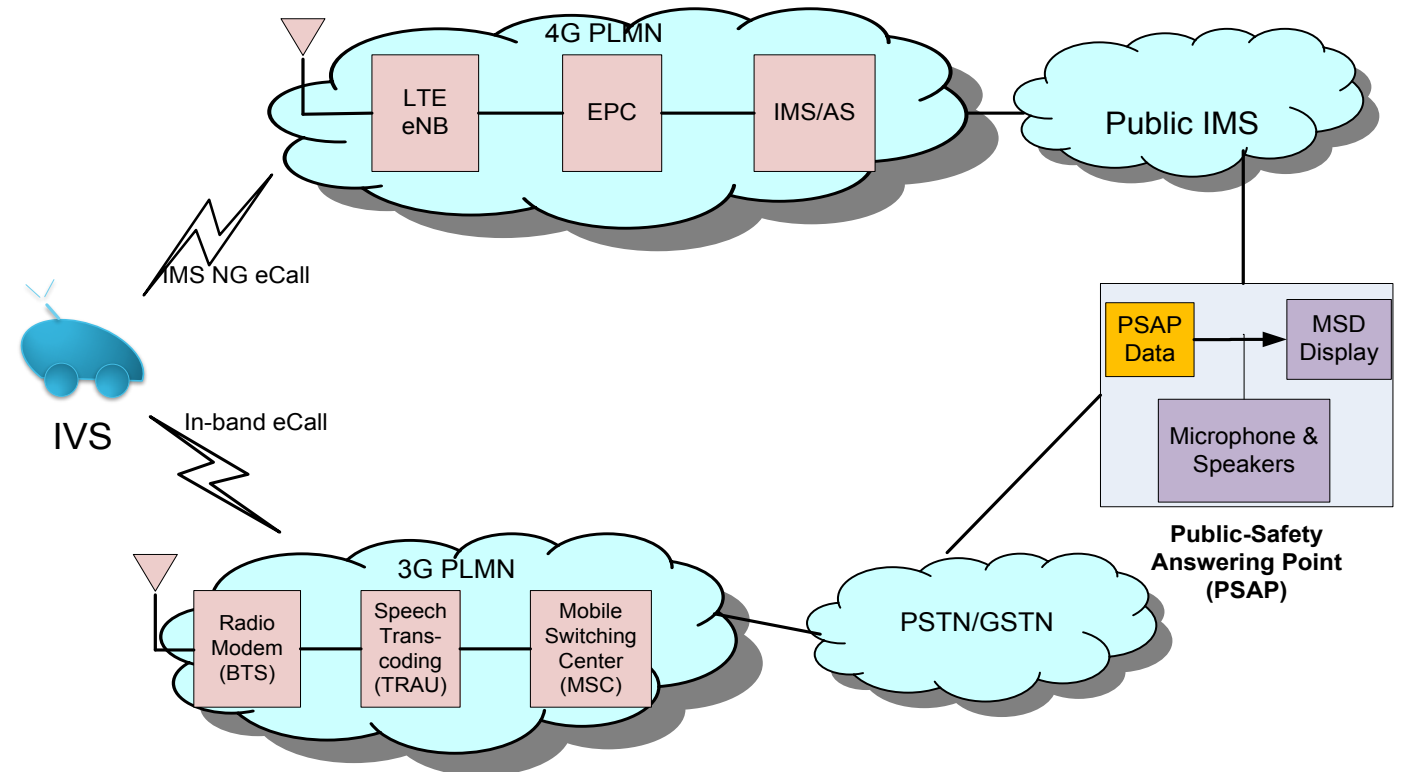 4G PLMN
LTE
eNB
EPC
IMS/AS
Public IMS
IMS NG eCall
IVS
In-band eCall
PSAP
Data
MSD
Display
Microphone &
Speakers
Public-Safety
Answering Point
(PSAP)
3G PLMN
Radio
Modem
(BTS)
Speech
Trans-
coding
(TRAU)
Mobile
Switching
Center
(MSC)
PSTN/GSTN